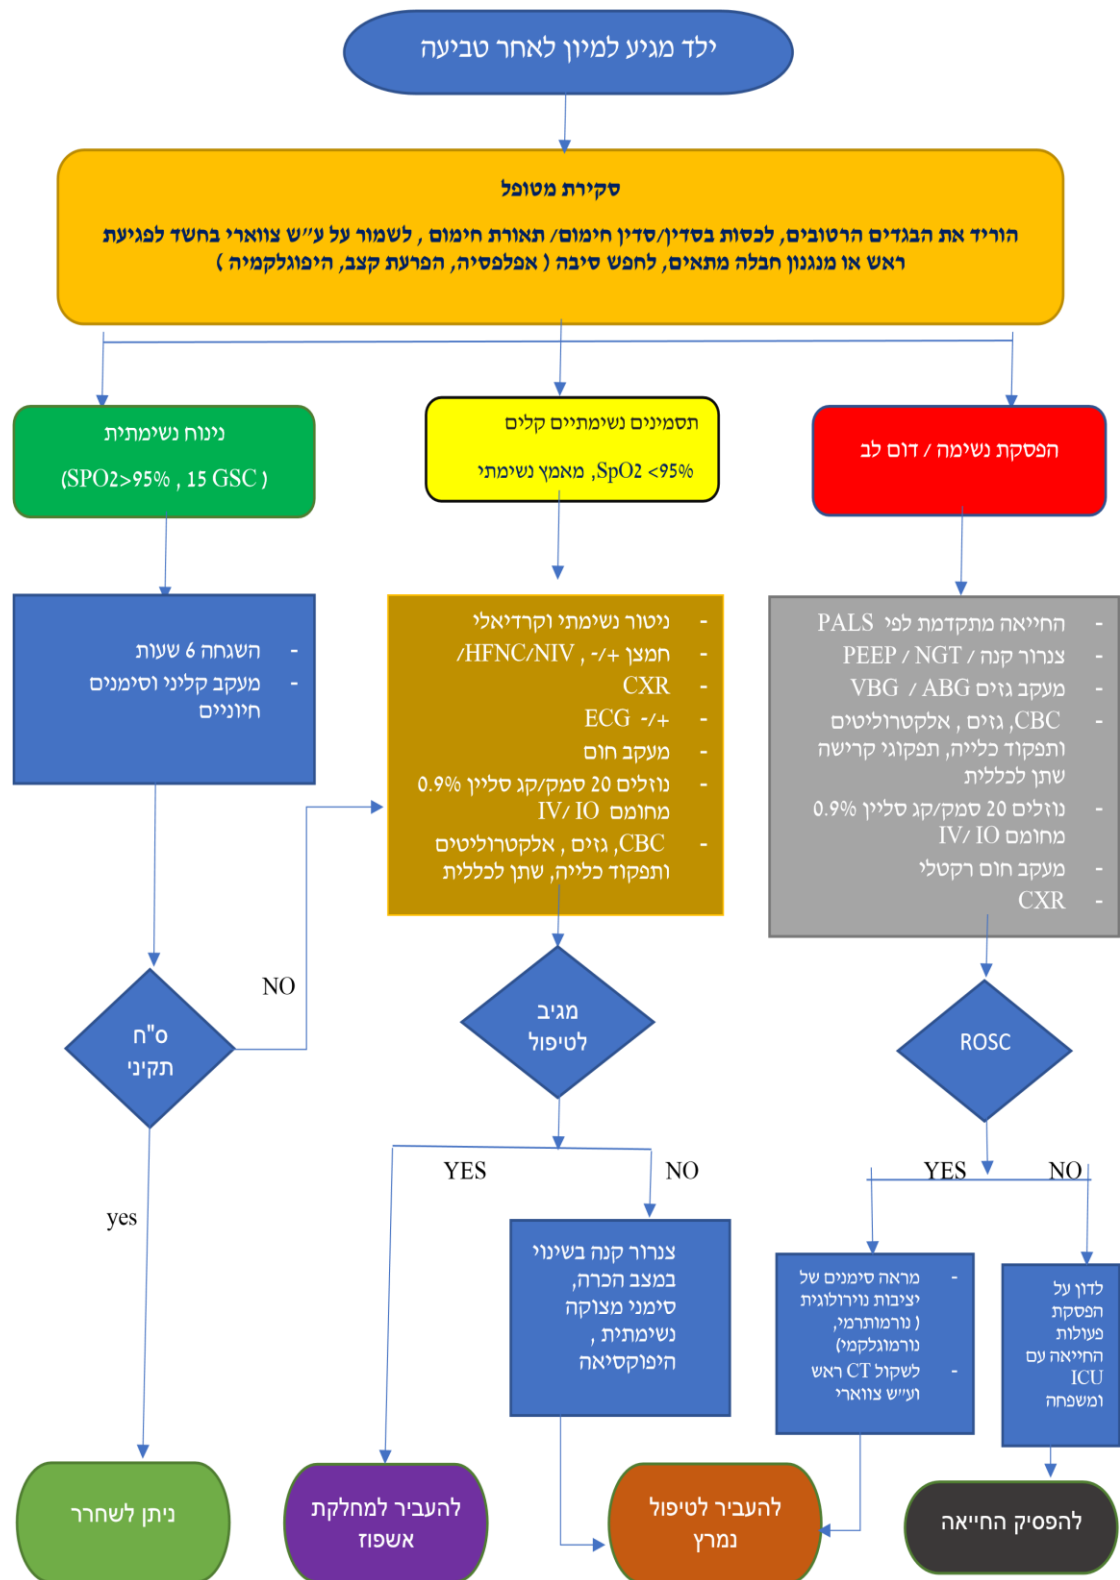 ילד מגיע למיון לאחר טביעה
סקירת מטופל
הוריד את הבגדים הרטובים, לכסות בסדין/סדין חימום/ תאורת חימום , לשמור על ע״ש צווארי בחשד לפגיעת
ראש או מנגנון חבלה מתאים, לחפש סיבה ( אפלפסיה, הפרעת קצב, היפוגלקמיה )
הפסקת נשימה / דום לב
תסמינים נשימתיים קלים
SpO2 <95%, מאמץ נשימתי
נינוח נשימתית
(SPO2>95% , 15 GSC )
- החייאה מתקדמת לפי PALS
- צנרור קנה / PEEP / NGT
- מעקב גזים VBG / ABG
- CBC, גזים , אלקטרוליטים
ותפקוד כלייה, תפקוגי קרישה
שתן לכללית
- נוזלים 20 סמק/קג סליין 0.9%
מחומם IV/ IO
- מעקב חום רקטלי
- CXR
- ניטור נשימתי וקרדיאלי
- חמצן +/- , HFNC/NIV/
- CXR
- ECG -/+
- מעקב חום
- נוזלים 20 סמק/קג סליין 0.9%
מחומם IV/ IO
- CBC, גזים , אלקטרוליטים
ותפקוד כלייה, שתן לכללית
- השגחה 6 שעות
- מעקב קליני וסימנים
חיוניים
ROSC
מגיב
לטיפול
ס"ח
תקיני
NO
YES
NO
YES
NO
yes
לדון על
הפסקת
פעולות
החייאה עם
ICU
ומשפחה
- מראה סימנים של
יציבות נוירולוגית
( נורמותרמי,
נורמוגלקמי)
- לשקול CT ראש
וע״ש צווארי
צנרור קנה בשינוי
במצב הכרה,
סימני מצוקה
נשימתית ,
היפוקסיאה
להפסיק החייאה
להעביר לטיפול
נמרץ
להעביר למחלקת
אשפוז
ניתן לשחרר